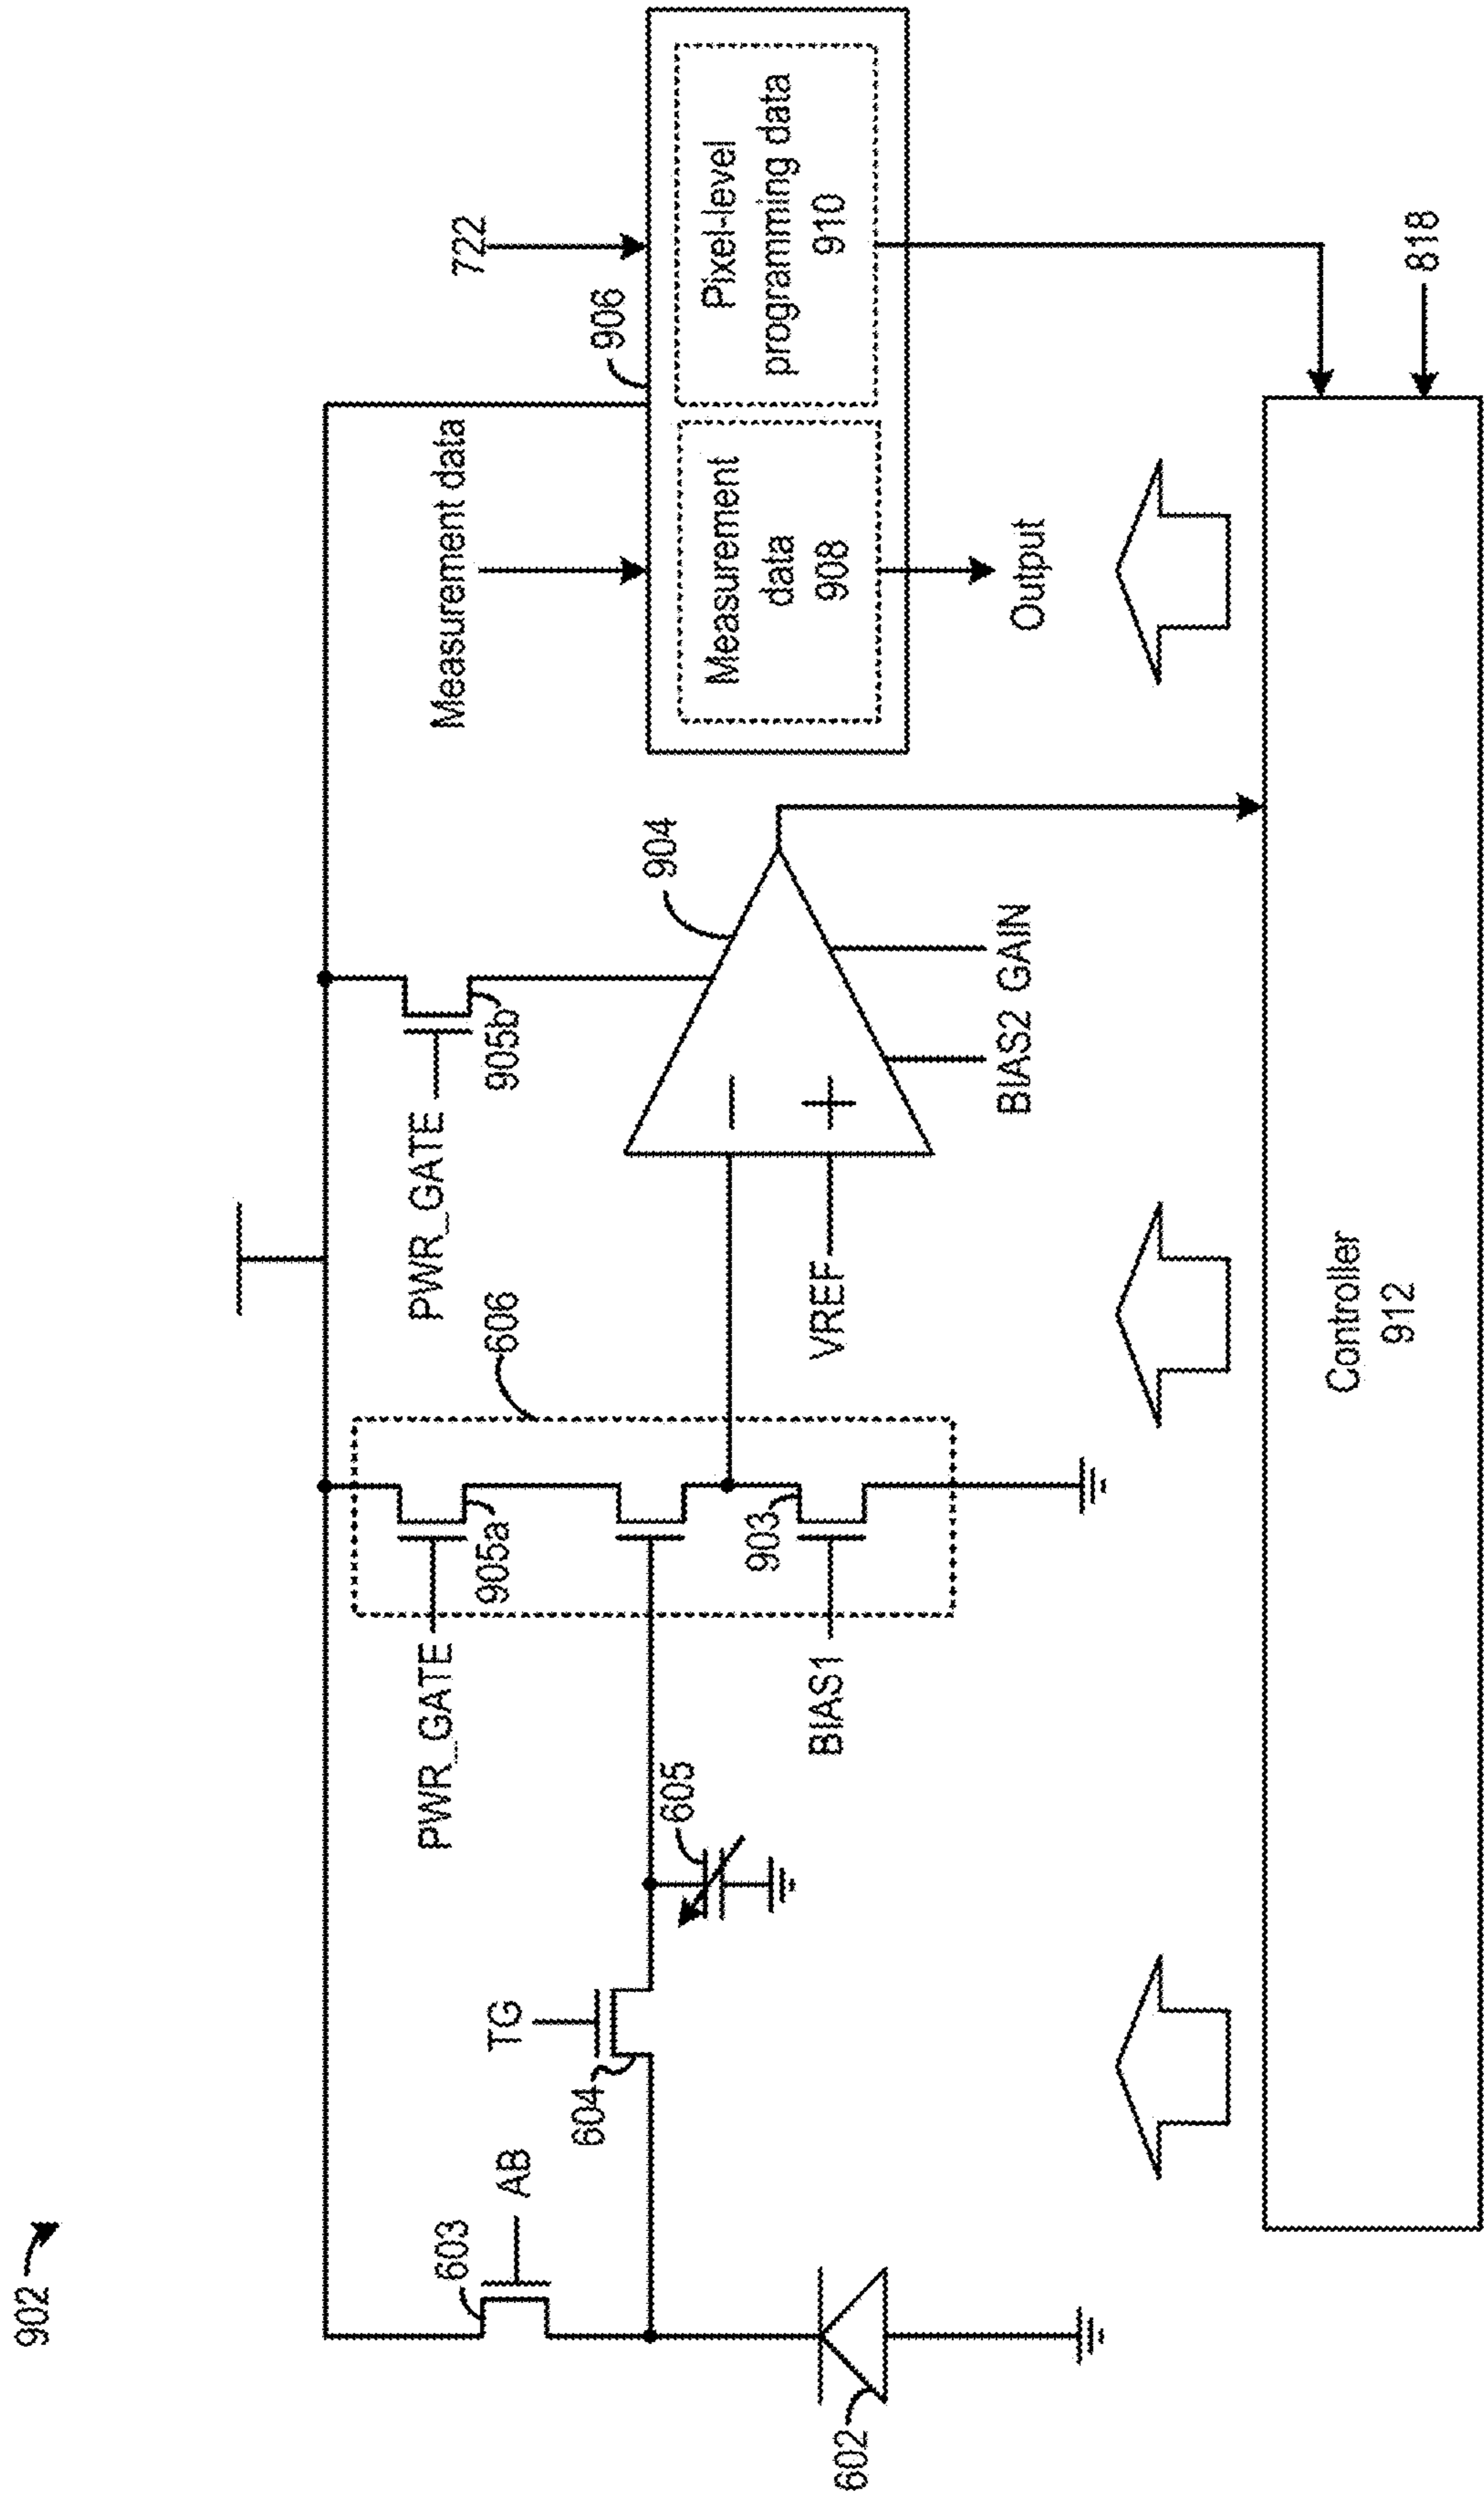 902
PWR_GATE
606
PWR_GATE
905b
904
Measurement data
906
722
603
AB
TG
604
605
905a
903
BIAS1
VREF
BIAS2 GAIN
Measurement
data
908
Pixel-level
programming data
910
Output
602
Controller
912
818